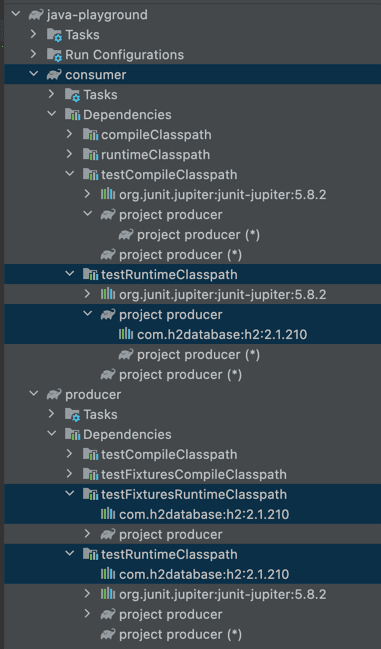 java-playground
Tasks
Run Configurations
consumer
Tasks
Dependencies
compileClasspath
runtimeClasspath
testCompileClasspath
org.junit.jupiter:junit-jupiter:5.8.2
project producer
project producer (*)
project producer (*)
testRuntimeClasspath
org.junit.jupiter:junit-jupiter:5.8.2
project producer
com.h2database:h2:2.1.210
project producer (*)
project producer (*)
producer
Tasks
Dependencies
testCompileClasspath
testFixturesCompileClasspath
testFixturesRuntimeClasspath
com.h2database:h2:2.1.210
project producer
testRuntimeClasspath
com.h2database:h2:2.1.210
org.junit.jupiter:junit-jupiter:5.8.2
project producer
project producer (*)